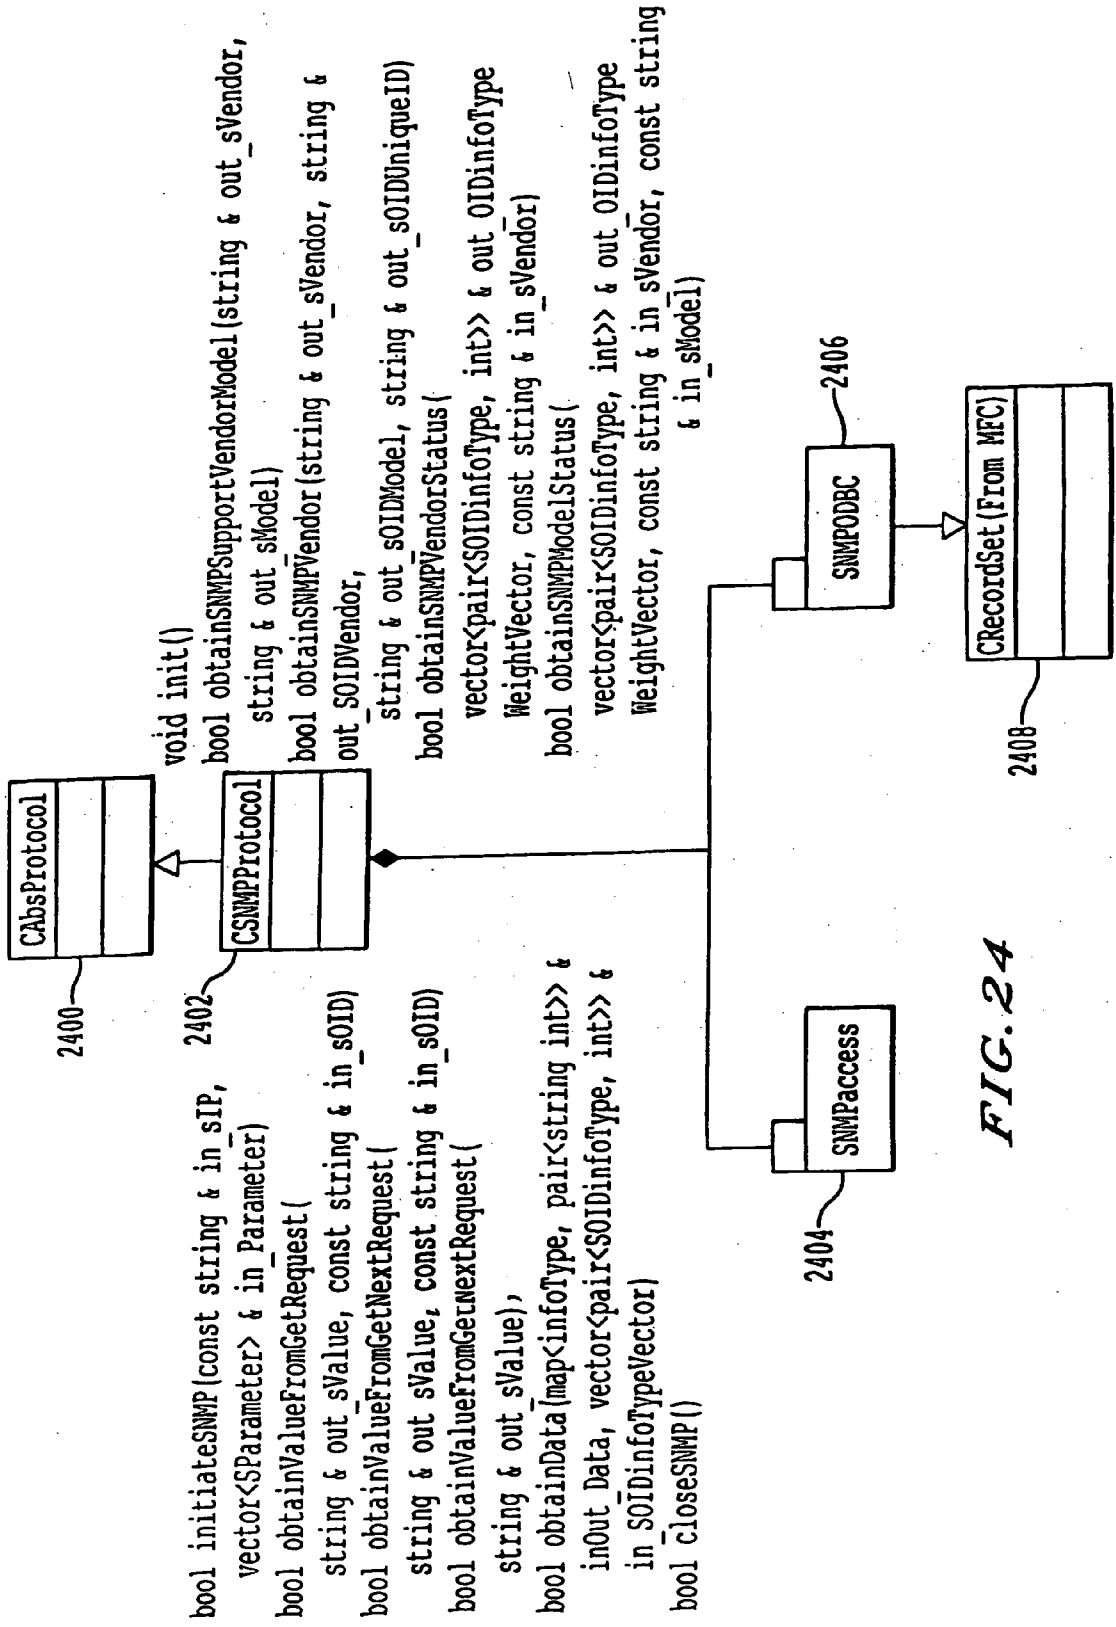 CAbsProtocol
2400
CSNMPProtocol
2402
void init()
bool obtainSNMPSupportVendorModel(string & out_sVendor,
string & out_sModel)
bool obtainSNMPVendor(string & out_sVendor, string &
out_SOIDVendor,
string & out_sOIDModel, string & out_sOIDUniqueID)
bool obtainSNMPVendorStatus(
vector<pair<SOIDinfoType, int>> & out_OIDinfoType
WeightVector, const string & in_sVendor)
bool obtainSNMPModelStatus(
vector<pair<SOIDinfoType, int>> & out_OIDinfoType
WeightVector, const string & in_sVendor, const string
& in_sModel)
bool initiateSNMP(const string & in_sIP,
vector<SParameter> & in_Parameter)
bool obtainValueFromGetRequest(
string & out_sValue, const string & in_sOID)
bool obtainValueFromGetNextRequest(
string & out_sValue, const string & in_sOID)
bool obtainValueFromGetNextRequest(
string & out_sValue),
bool obtainData(map<infoType, pair<string int>> &
inOut_Data, vector<pair<SOIDinfoType, int>> &
in_SOIDinfoTypeVector)
bool closeSNMP()
SNMPaccess
2404
SNMPODBC
2406
CRecordSet(From MFC)
2408
FIG. 24